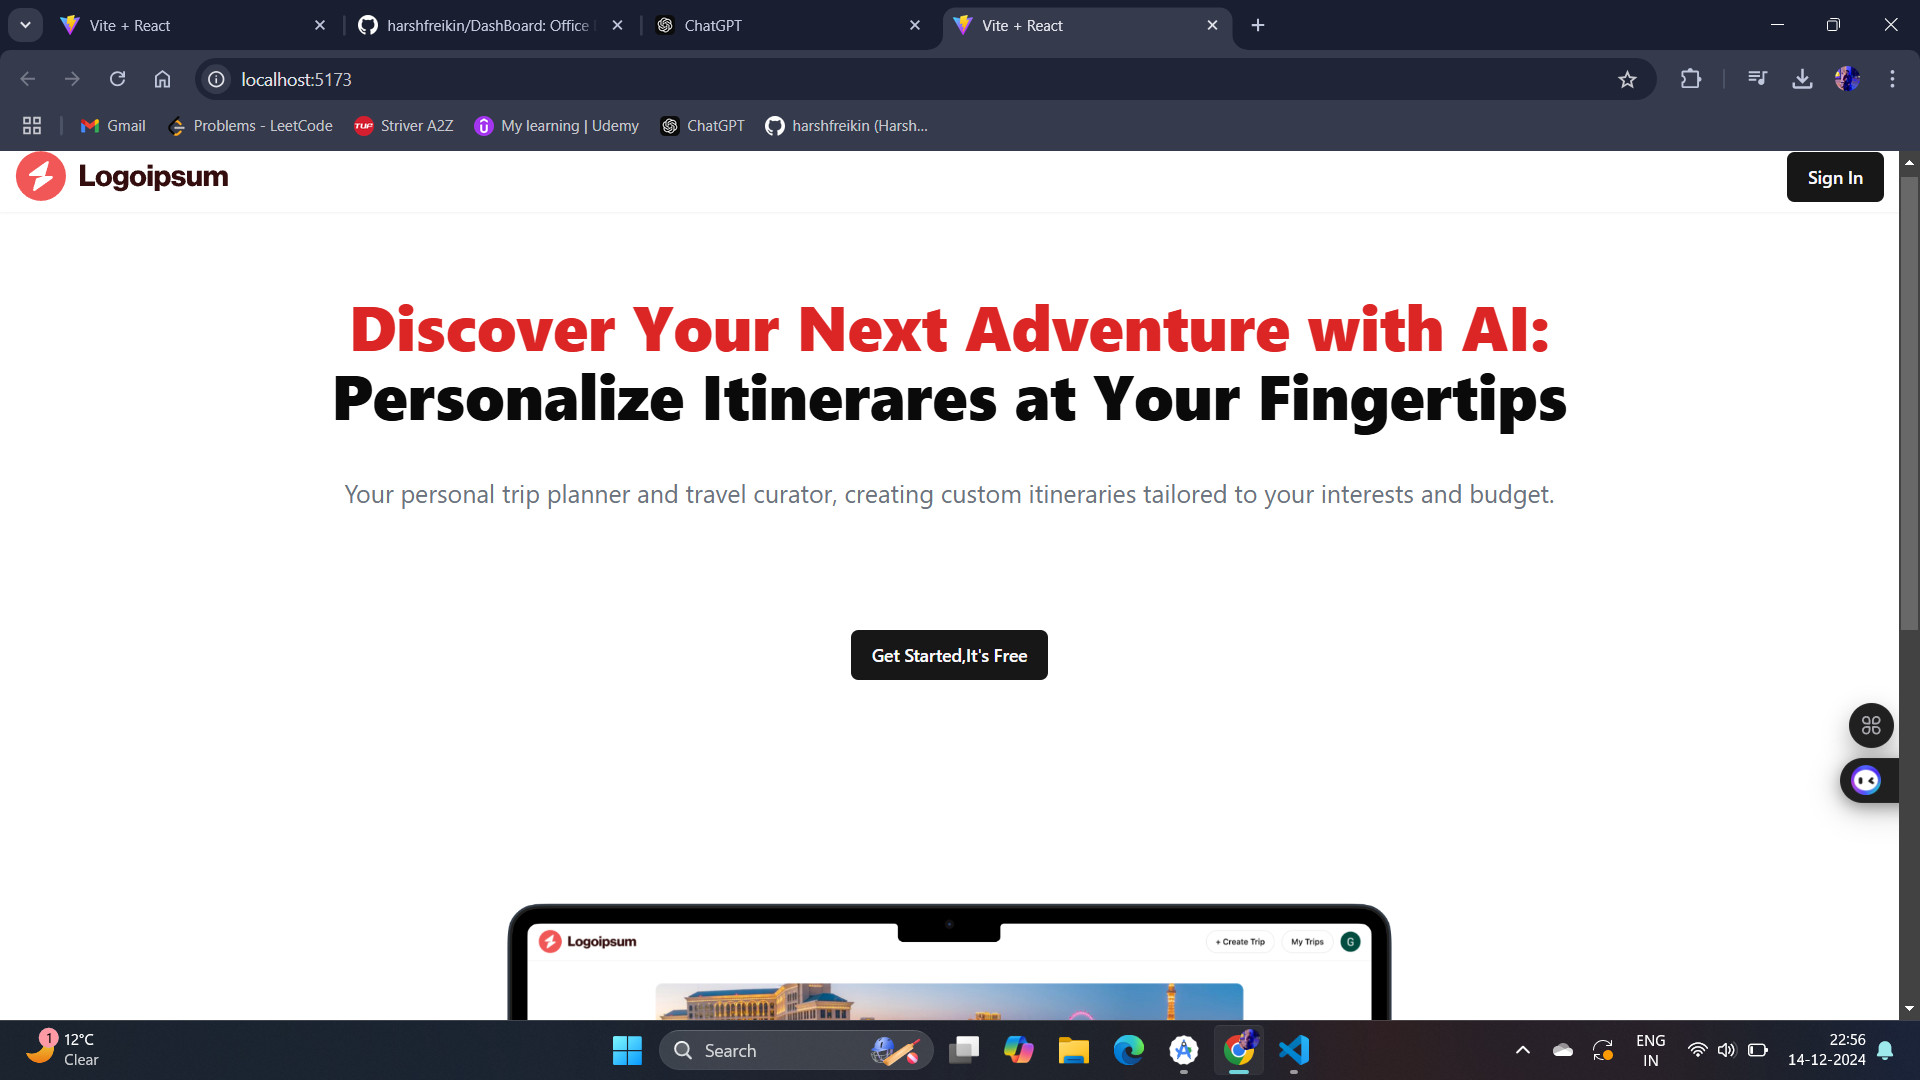 Vite + React
harshfreikin/DashBoard: Office
ChatGPT
Vite + React
localhost:5173
Gmail
Problems - LeetCode
TUF
Striver A2Z
My learning | Udemy
ChatGPT
harshfreikin (Harsh...
Logoipsum
Sign In
Discover Your Next Adventure with AI:
Personalize Itinerares at Your Fingertips
Your personal trip planner and travel curator, creating custom itineraries tailored to your interests and budget.
Get Started,It's Free
Logoipsum
+ Create Trip
My Trips
G
1
12°C
Clear
Search
ENG
IN
22:56
14-12-2024